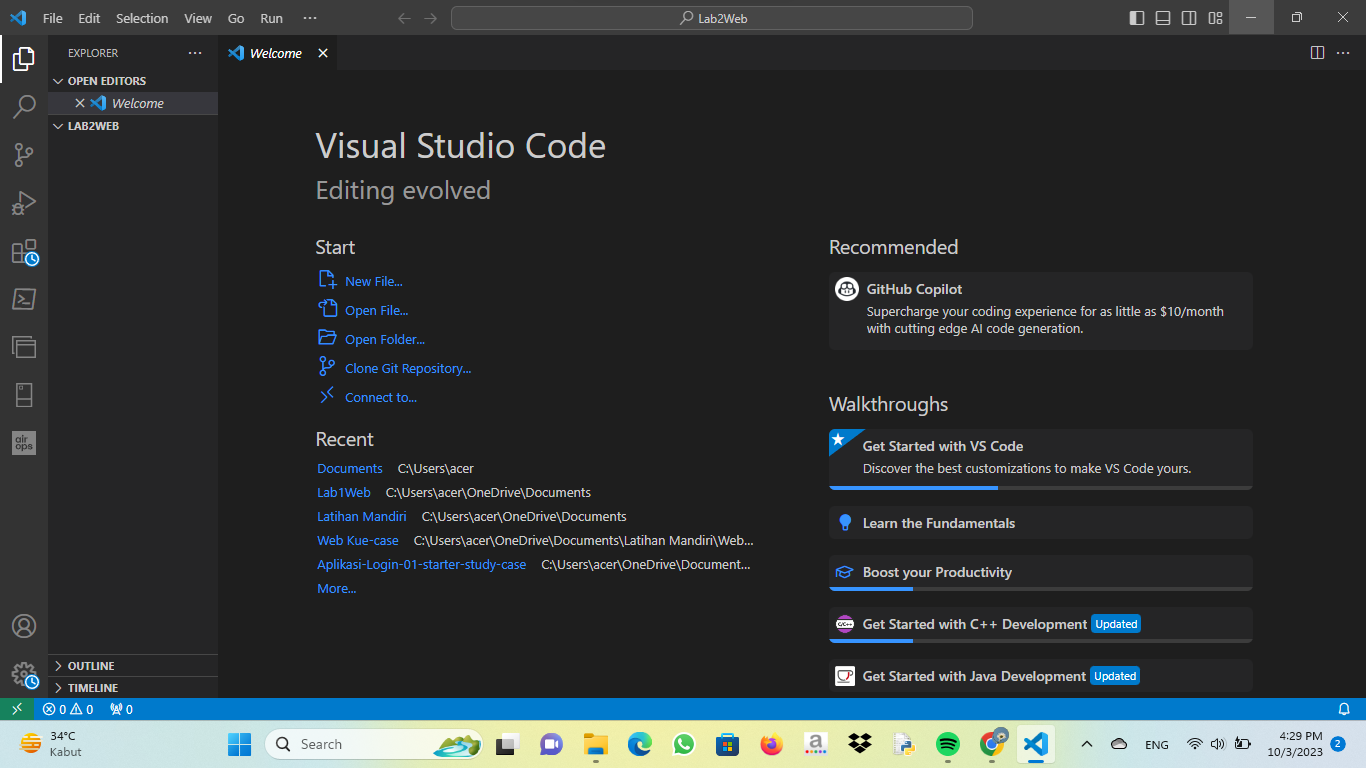 File Edit Selection View Go Run ···
Lab2Web
EXPLORER ···
OPEN EDITORS
Welcome
LAB2WEB
OUTLINE
TIMELINE
Welcome
Visual Studio Code
Editing evolved
Start
New File...
Open File...
Open Folder...
Clone Git Repository...
Connect to...
Recent
Documents C:\Users\acer
Lab1Web C:\Users\acer\OneDrive\Documents
Latihan Mandiri C:\Users\acer\OneDrive\Documents
Web Kue-case C:\Users\acer\OneDrive\Documents\Latihan Mandiri\Web...
Aplikasi-Login-01-starter-study-case C:\Users\acer\OneDrive\Document...
More...
Recommended
GitHub Copilot
Supercharge your coding experience for as little as $10/month
with cutting edge AI code generation.
Walkthroughs
Get Started with VS Code
Discover the best customizations to make VS Code yours.
Learn the Fundamentals
Boost your Productivity
C/C++ Get Started with C++ Development Updated
Get Started with Java Development Updated
air
ops
0 0 0
34°C
Kabut
Search
a
ENG
4:29 PM
10/3/2023
2